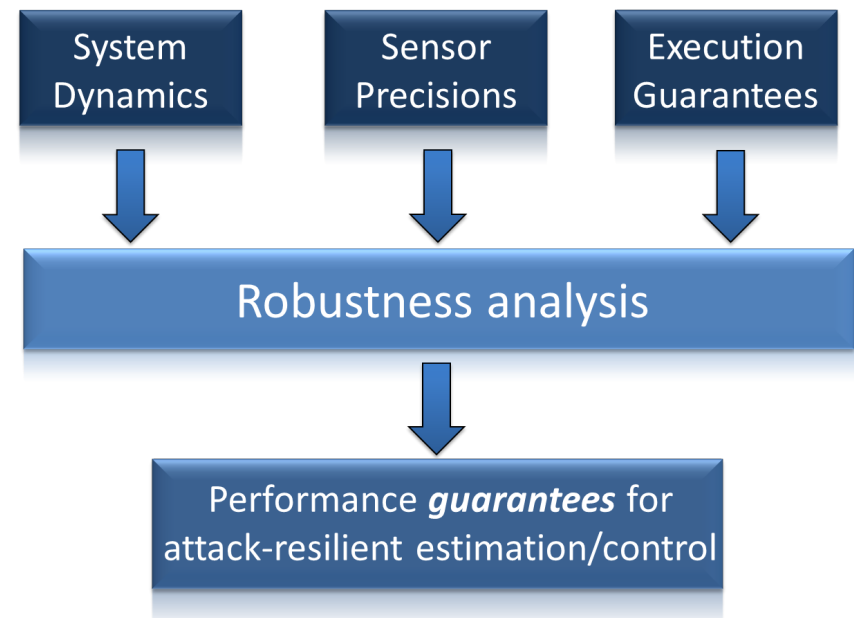 System
Dynamics
Sensor
Precisions
Execution
Guarantees
Robustness analysis
Performance guarantees for
attack-resilient estimation/control